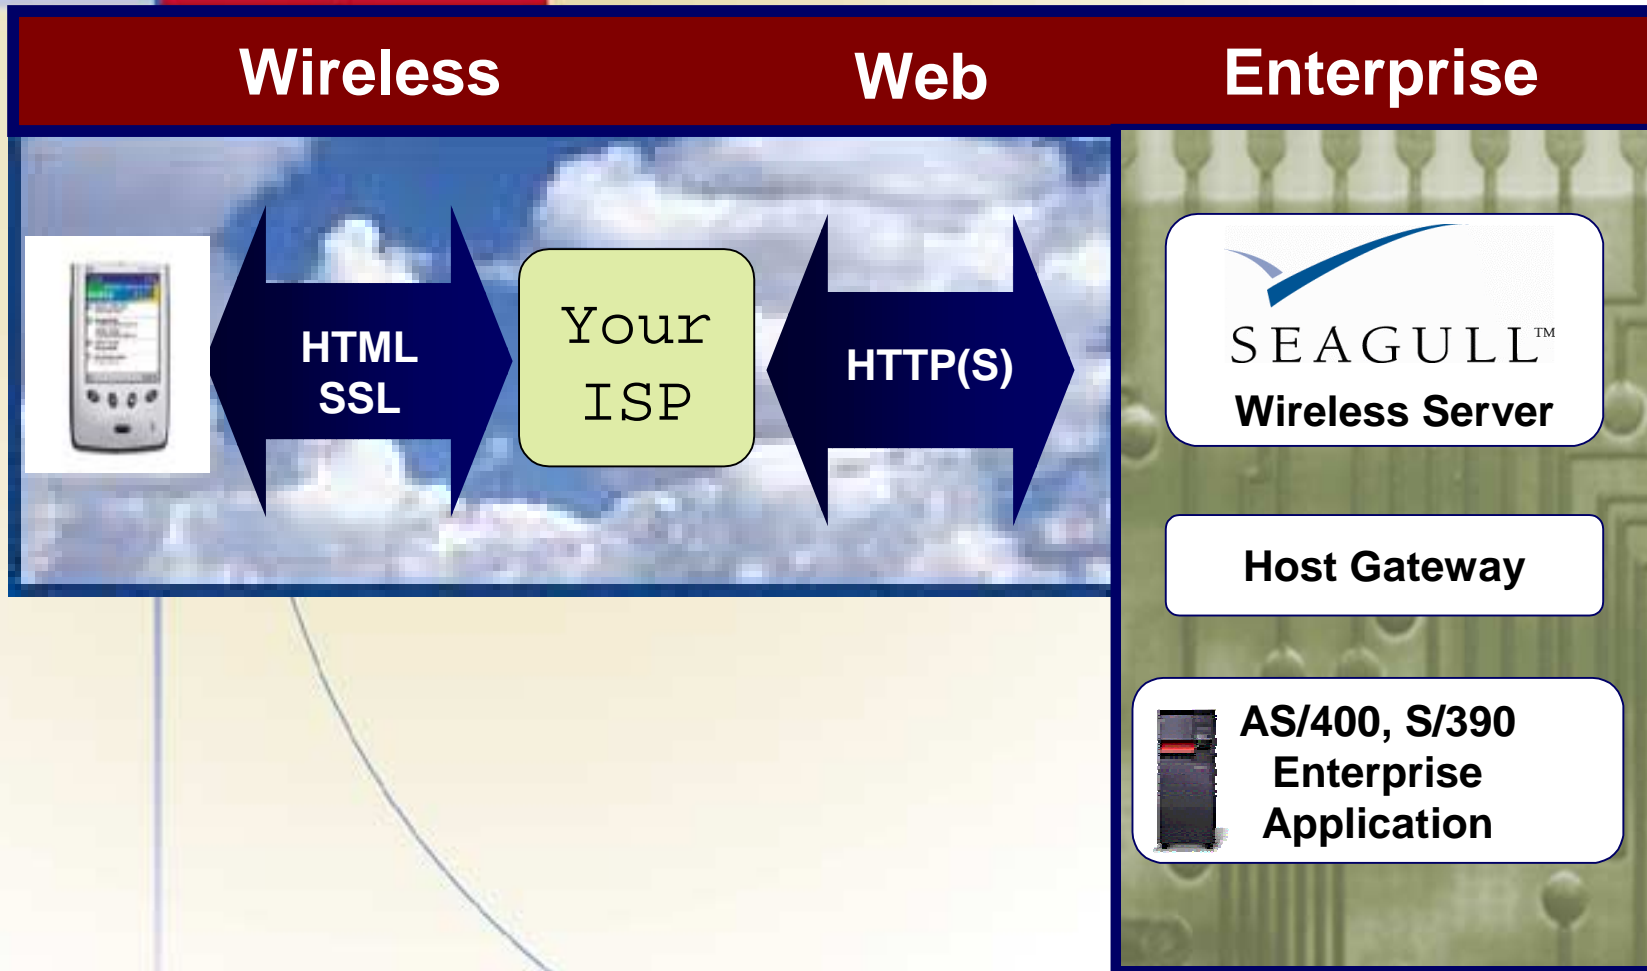 Wireless
Web
Enterprise
HTML
SSL
Your
ISP
HTTP(S)
SEAGULL™
Wireless Server
Host Gateway
AS/400, S/390
Enterprise
Application